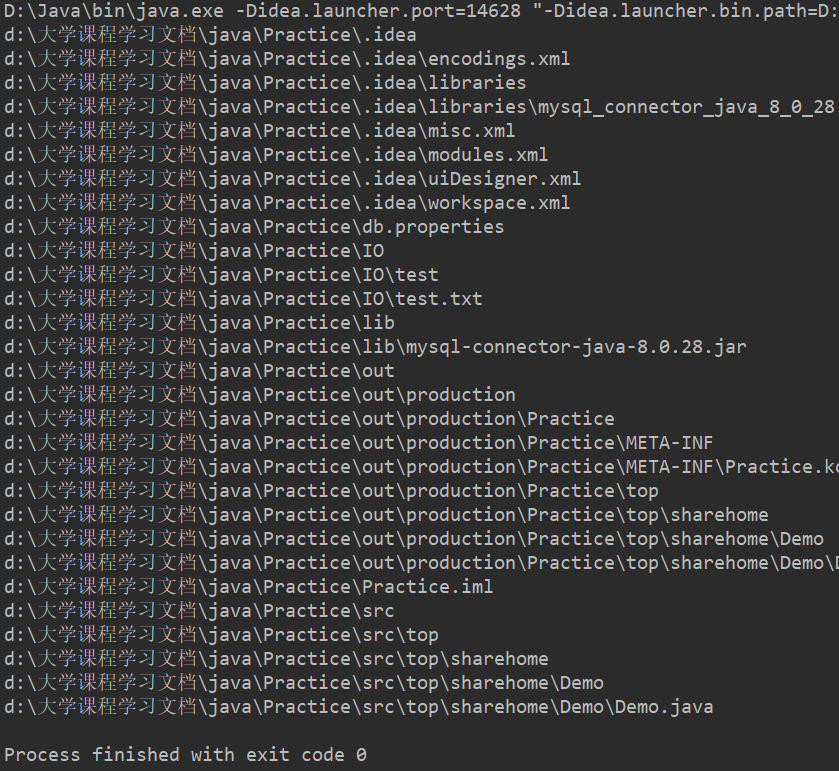 D:\Java\bin\java.exe -Didea.launcher.port=14628 "-Didea.launcher.bin.path=D:
d:\大学课程学习文档\java\Practice\.idea
d:\大学课程学习文档\java\Practice\.idea\encodings.xml
d:\大学课程学习文档\java\Practice\.idea\libraries
d:\大学课程学习文档\java\Practice\.idea\libraries\mysql_connector_java_8_0_28
d:\大学课程学习文档\java\Practice\.idea\misc.xml
d:\大学课程学习文档\java\Practice\.idea\modules.xml
d:\大学课程学习文档\java\Practice\.idea\uiDesigner.xml
d:\大学课程学习文档\java\Practice\.idea\workspace.xml
d:\大学课程学习文档\java\Practice\db.properties
d:\大学课程学习文档\java\Practice\IO
d:\大学课程学习文档\java\Practice\IO\test
d:\大学课程学习文档\java\Practice\IO\test.txt
d:\大学课程学习文档\java\Practice\lib
d:\大学课程学习文档\java\Practice\lib\mysql-connector-java-8.0.28.jar
d:\大学课程学习文档\java\Practice\out
d:\大学课程学习文档\java\Practice\out\production
d:\大学课程学习文档\java\Practice\out\production\Practice
d:\大学课程学习文档\java\Practice\out\production\Practice\META-INF
d:\大学课程学习文档\java\Practice\out\production\Practice\META-INF\Practice.k
d:\大学课程学习文档\java\Practice\out\production\Practice\top
d:\大学课程学习文档\java\Practice\out\production\Practice\top\sharehome
d:\大学课程学习文档\java\Practice\out\production\Practice\top\sharehome\Demo
d:\大学课程学习文档\java\Practice\out\production\Practice\top\sharehome\Demo\
d:\大学课程学习文档\java\Practice\Practice.iml
d:\大学课程学习文档\java\Practice\src
d:\大学课程学习文档\java\Practice\src\top
d:\大学课程学习文档\java\Practice\src\top\sharehome
d:\大学课程学习文档\java\Practice\src\top\sharehome\Demo
d:\大学课程学习文档\java\Practice\src\top\sharehome\Demo\Demo.java
Process finished with exit code 0